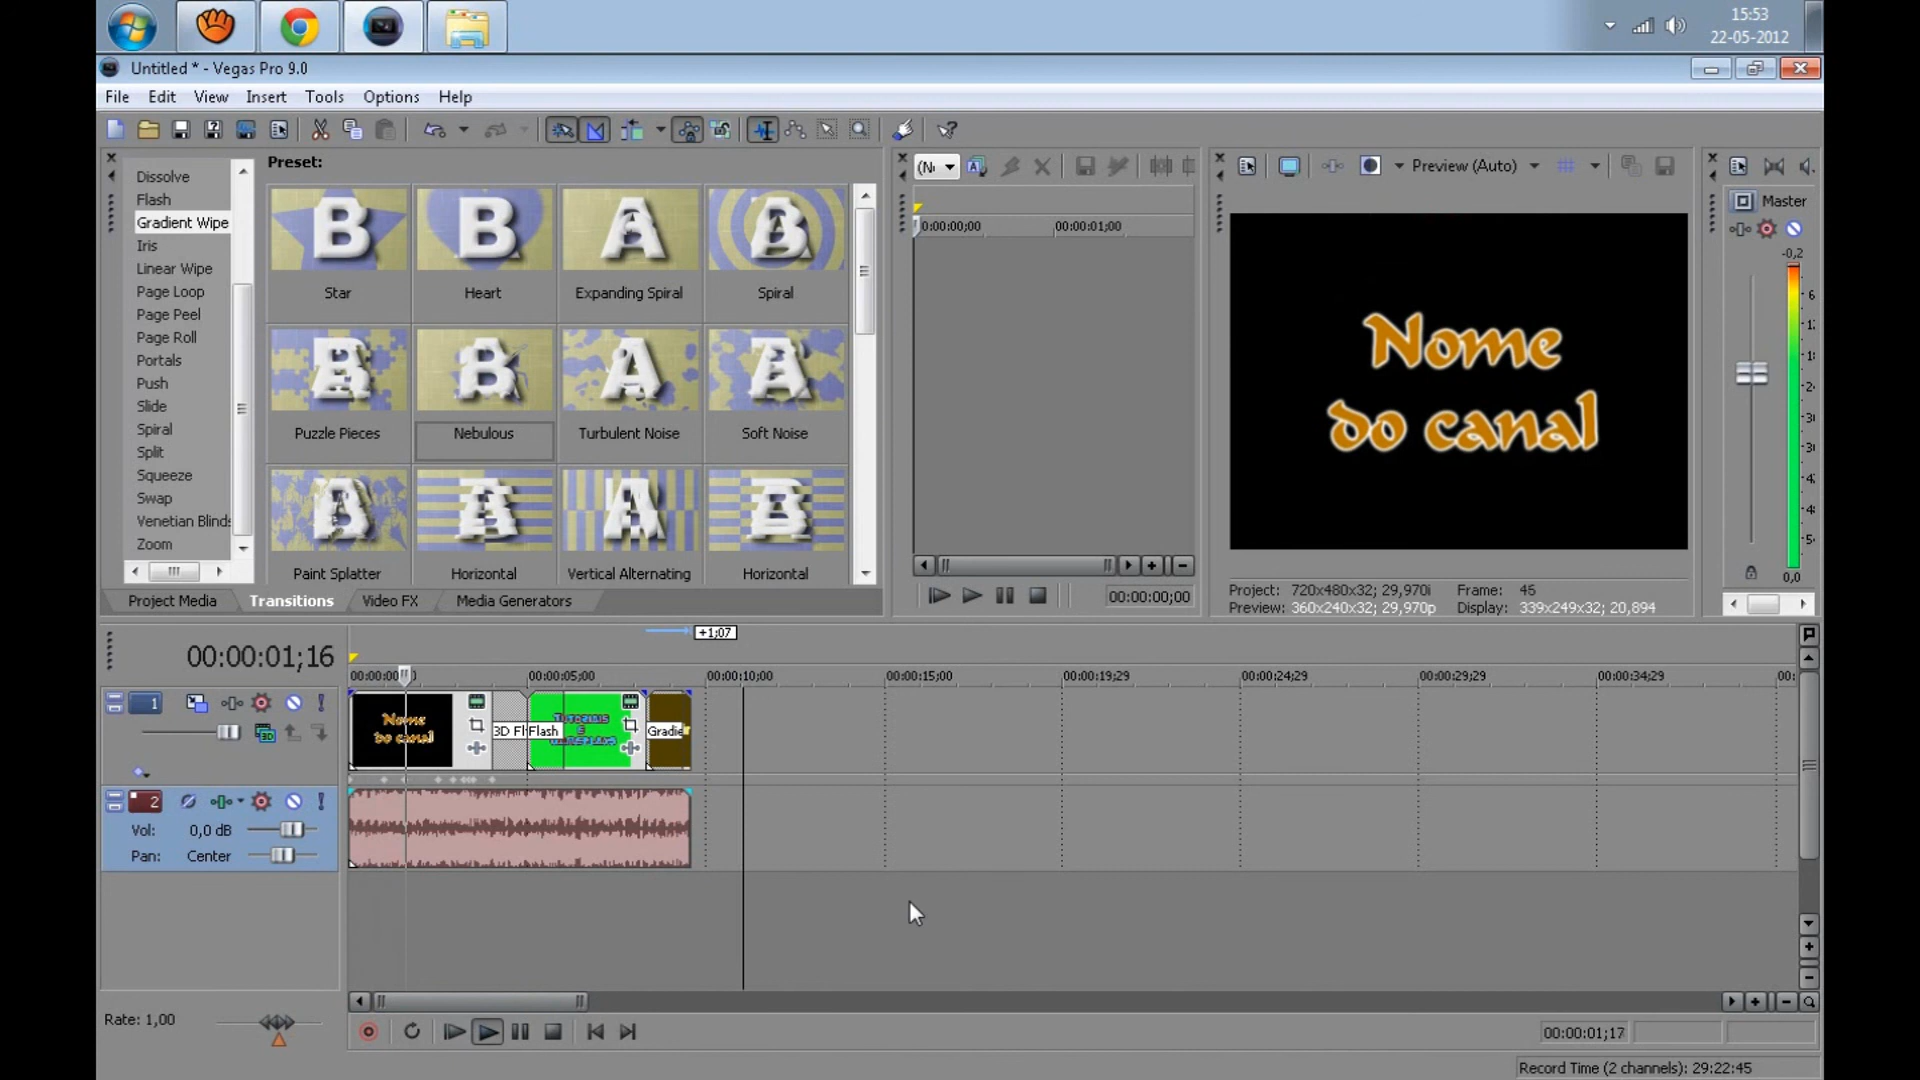 15:53
22-05-2012
Untitled * - Vegas Pro 9.0
File Edit View Insert Tools Options Help
Preset:
Dissolve
Flash
Gradient Wipe
Iris
Linear Wipe
Page Loop
Page Peel
Page Roll
Portals
Push
Slide
Spiral
Split
Squeeze
Swap
Venetian Blinds
Zoom
Star Heart Expanding Spiral Spiral
Puzzle Pieces Nebulous Turbulent Noise Soft Noise
Paint Splatter Horizontal Vertical Alternating Horizontal
Project Media Transitions Video FX Media Generators
00:00:00;00 00:00:01;00
00:00:00;00
Preview (Auto)
Nome
do canal
Project: 720x480x32; 29,970i Frame: 46
Preview: 360x240x32; 29,970p Display: 339x249x32; 20,894
Master
-0,2
6
0,0
+1;07
00:00:01;16
00:00:05;00 00:00:10;00 00:00:15;00 00:00:19;29 00:00:24;29 00:00:29;29 00:00:34;29
1
Nome
do canal
3D Fl
Flash
Gradie
2
Vol: 0,0 dB
Pan: Center
Rate: 1,00
00:00:01;17
Record Time (2 channels): 29:22:45